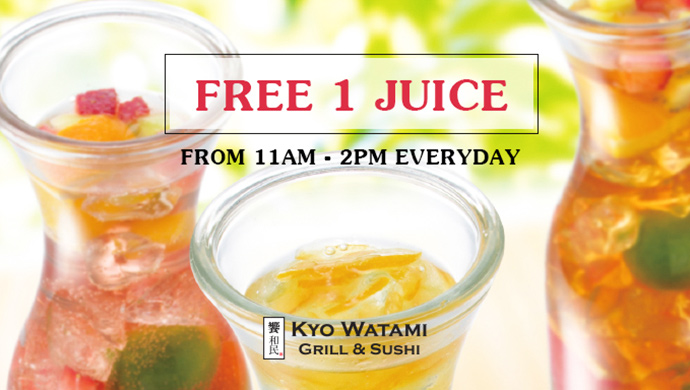 FREE 1 JUICE
FROM 11AM - 2PM EVERYDAY
饗 和民
KYO WATAMI
GRILL & SUSHI